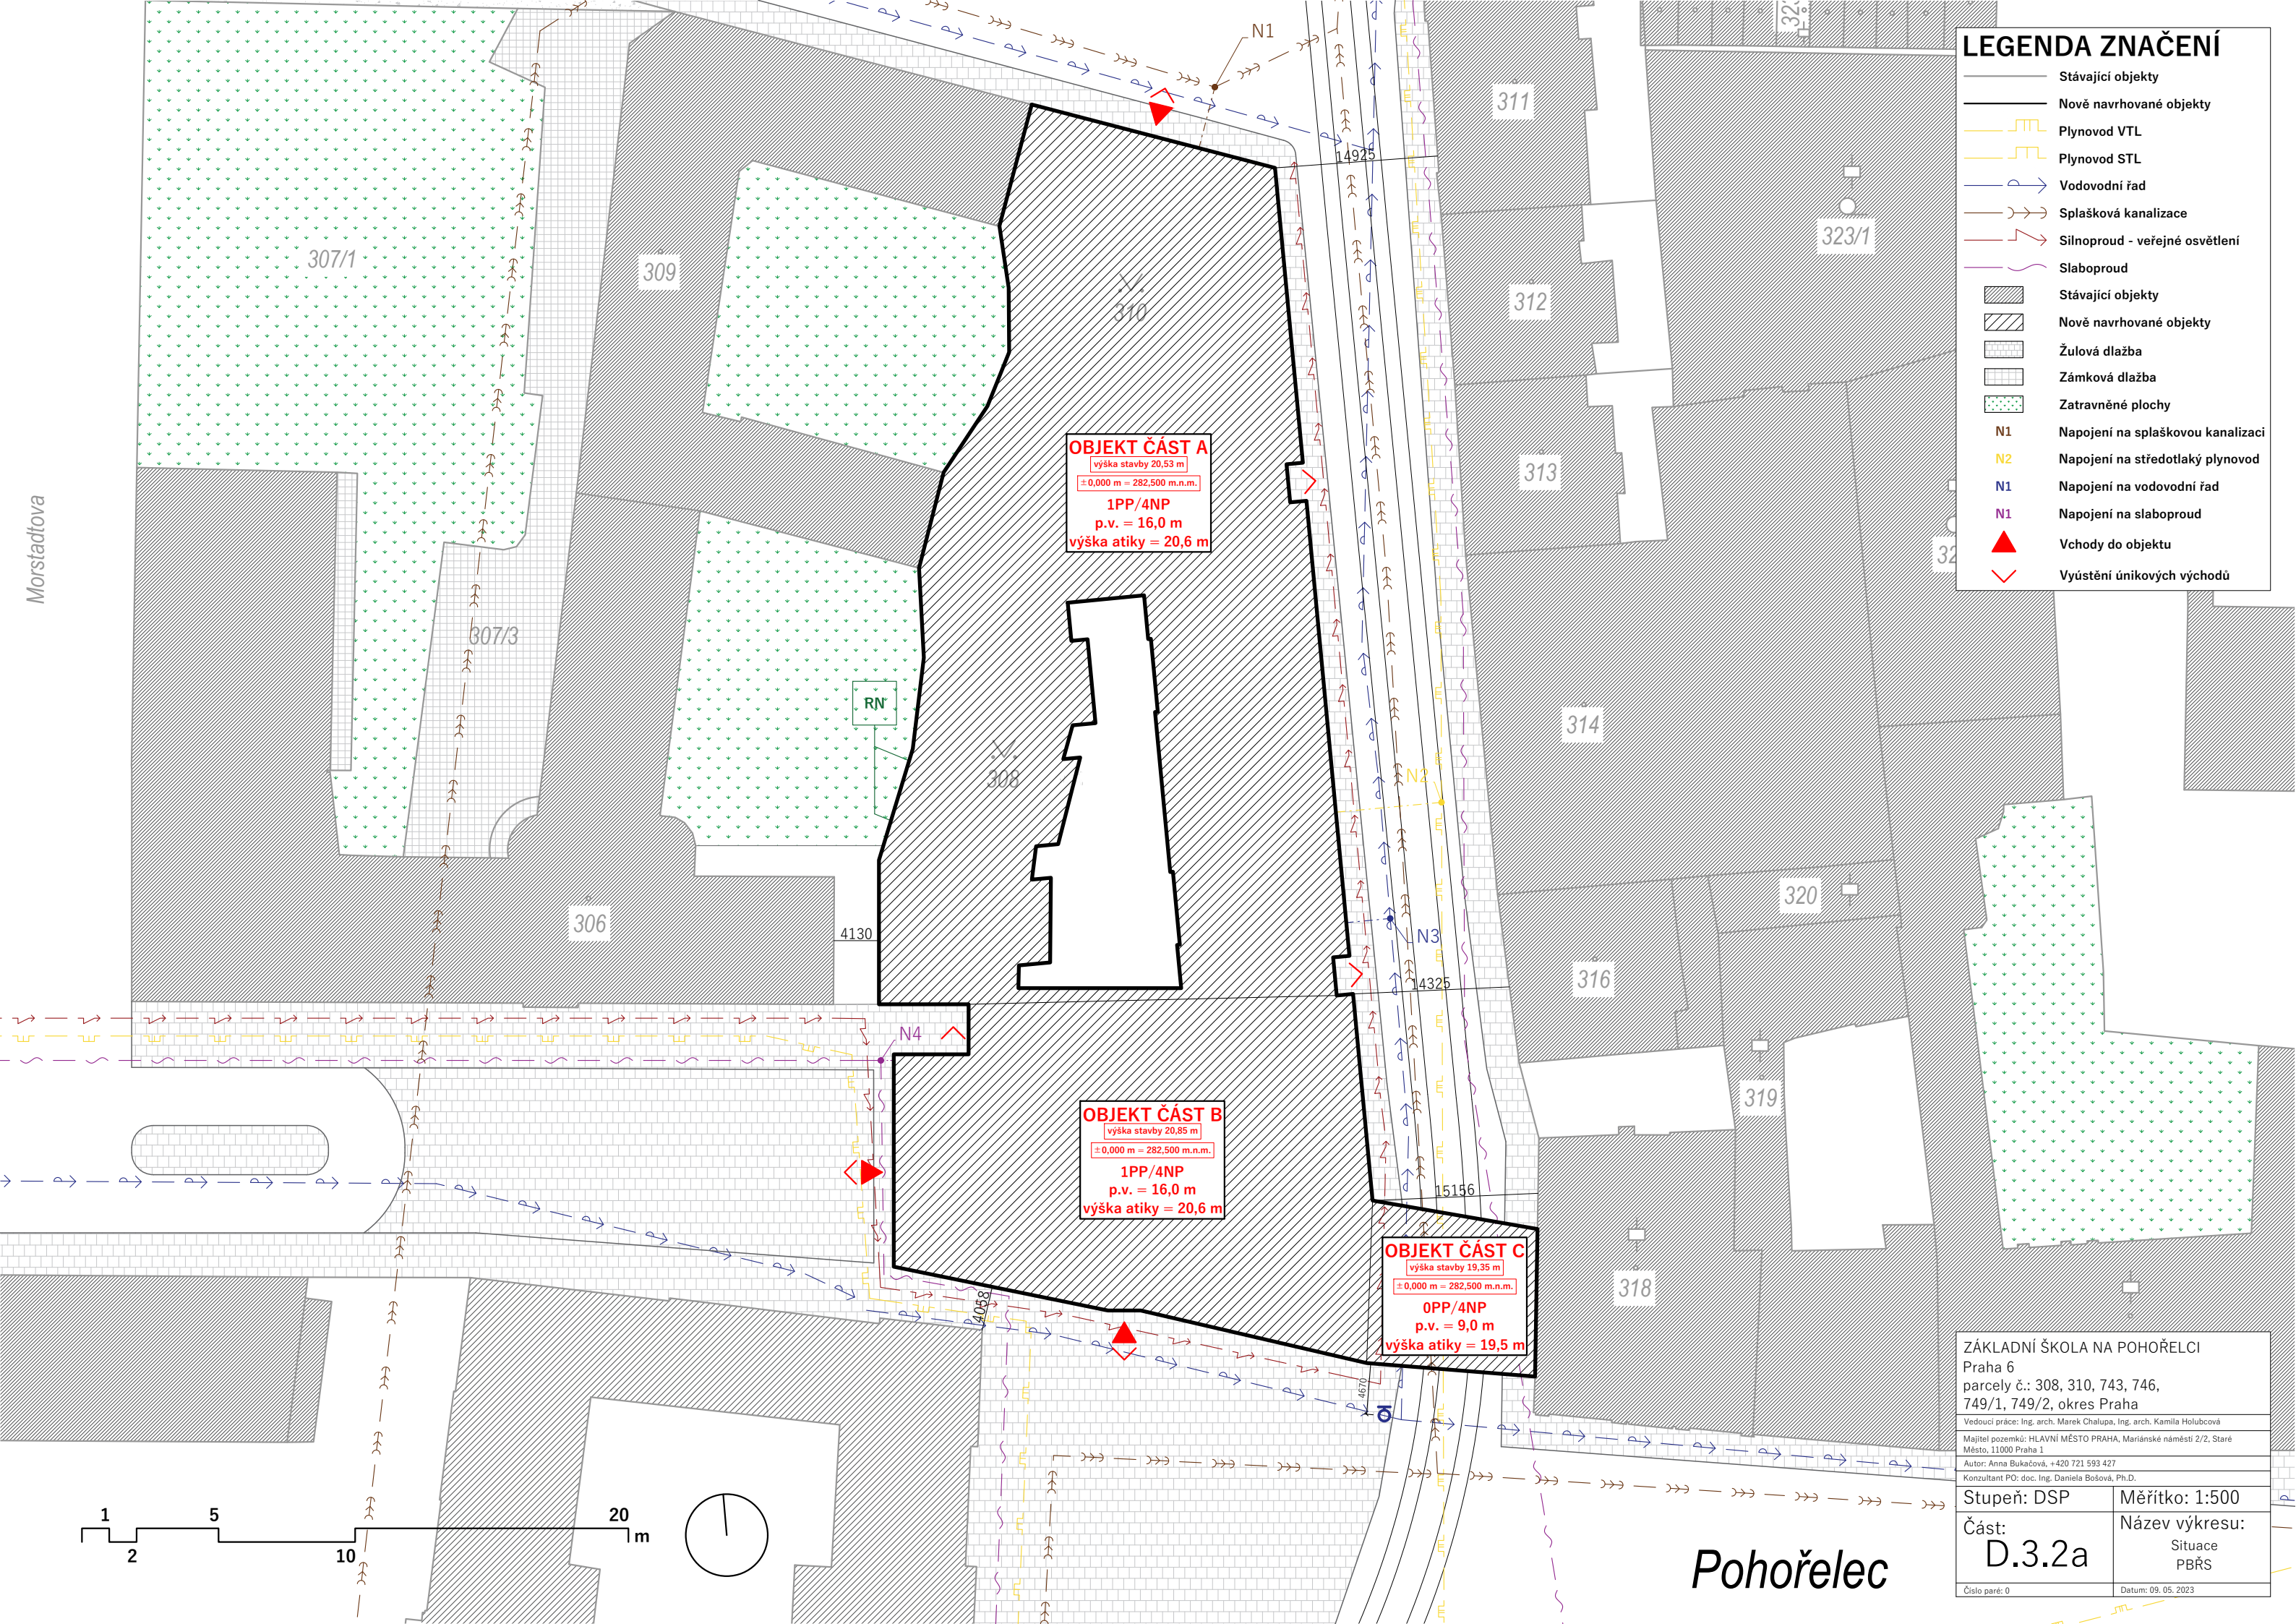 N1
311
14925
LEGENDA ZNAČENÍ
Stávající objekty
Nově navrhované objekty
Plynovod VTL
Plynovod STL
Vodovodní řad
Splašková kanalizace
Silnoproud - veřejné osvětlení
Slaboproud
Stávající objekty
Nově navrhované objekty
Žulová dlažba
Zámková dlažba
Zatravněné plochy
N1 Napojení na splaškovou kanalizaci
N2 Napojení na středotlaký plynovod
N1 Napojení na vodovodní řad
N1 Napojení na slaboproud
Vchody do objektu
Vyústění únikových východů
307/1
309
310
312
323/1
313
Morstadtova
OBJEKT ČÁST A
výška stavby 20,53 m
±0,000 m = 282,500 m.n.m.
1PP/4NP
p.v. = 16,0 m
výška atiky = 20,6 m
307/3
RN
308
314
N2
306
4130
N3
320
316
14325
N4
319
OBJEKT ČÁST B
výška stavby 20,85 m
±0,000 m = 282,500 m.n.m.
1PP/4NP
p.v. = 16,0 m
výška atiky = 20,6 m
15156
OBJEKT ČÁST C
výška stavby 19,35 m
±0,000 m = 282,500 m.n.m.
0PP/4NP
p.v. = 9,0 m
výška atiky = 19,5 m
318
4058
4670
1 5 20
2 10 m
Pohořelec
ZÁKLADNÍ ŠKOLA NA POHOŘELCI
Praha 6
parcely č.: 308, 310, 743, 746,
749/1, 749/2, okres Praha
Vedoucí práce: Ing. arch. Marek Chalupa, Ing. arch. Kamila Holubcová
Majitel pozemků: HLAVNÍ MĚSTO PRAHA, Mariánské náměstí 2/2, Staré
Město, 11000 Praha 1
Autor: Anna Bukačová, +420 721 593 427
Konzultant PO: doc. Ing. Daniela Bošová, Ph.D.
Stupeň: DSP
Měřítko: 1:500
Část:
D.3.2a
Název výkresu:
Situace
PBŘS
Číslo paré: 0
Datum: 09. 05. 2023